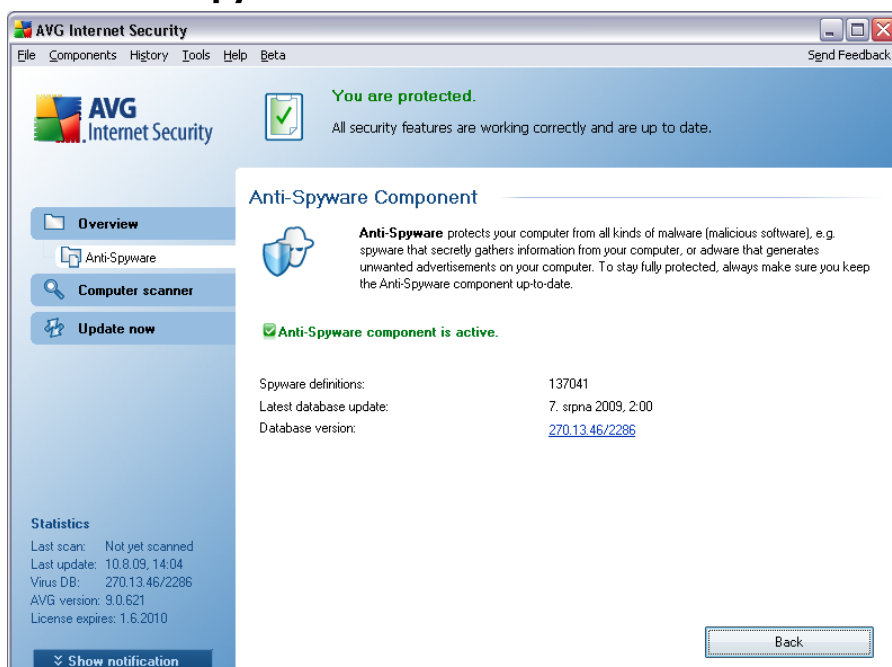 AVG Internet Security
File Components History Tools Help Beta Send Feedback
AVG
Internet Security
You are protected.
All security features are working correctly and are up to date.
Overview
Anti-Spyware
Computer scanner
Update now
Anti-Spyware Component
Anti-Spyware protects your computer from all kinds of malware (malicious software), e.g.
spyware that secretly gathers information from your computer, or adware that generates
unwanted advertisements on your computer. To stay fully protected, always make sure you keep
the Anti-Spyware component up-to-date.
Anti-Spyware component is active.
Spyware definitions: 137041
Latest database update: 7. srpna 2009, 2:00
Database version: 270.13.46/2286
Statistics
Last scan: Not yet scanned
Last update: 10.8.09, 14:04
Virus DB: 270.13.46/2286
AVG version: 9.0.621
License expires: 1.6.2010
Show notification
Back